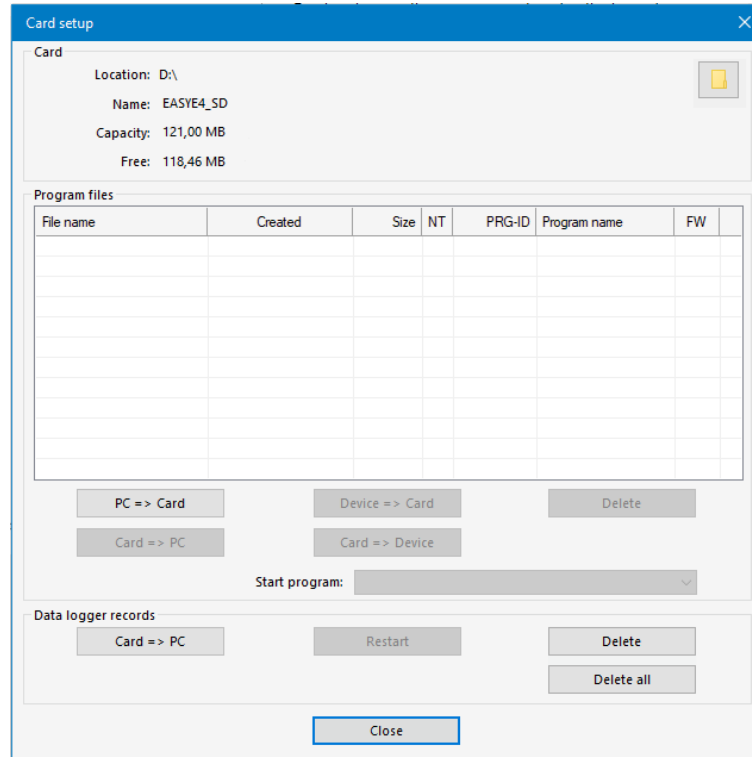 Card setup
Card
Location: D:\
Name: EASYE4_SD
Capacity: 121,00 MB
Free: 118,46 MB
Program files
File name Created Size NT PRG-ID Program name FW
PC => Card Device => Card Delete
Card => PC Card => Device
Start program:
Data logger records
Card => PC Restart Delete
Delete all
Close